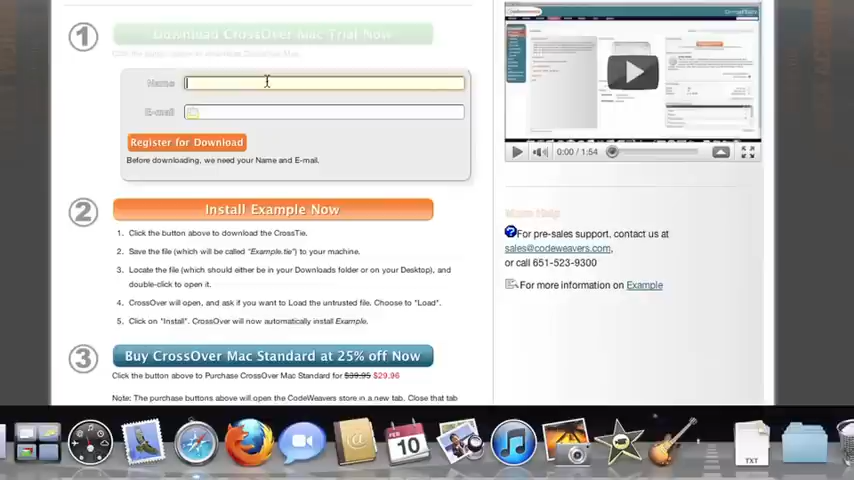 1
Download CrossOver Mac Trial Now
Name
E-mail
Register for Download
Before downloading, we need your Name and E-mail.
2
Install Example Now
1. Click the button above to download the CrossTie.
2. Save the file (which will be called "Example.tie") to your machine.
3. Locate the file (which should either be in your Downloads folder or on your Desktop), and
double-click to open it.
4. CrossOver will open, and ask if you want to Load the untrusted file. Choose to "Load".
5. Click on "Install". CrossOver will now automatically install Example.
3
Buy CrossOver Mac Standard at 25% off Now
Click the button above to Purchase CrossOver Mac Standard for $39.95 $29.96
Note: The purchase buttons above will open the CodeWeavers store in a new tab. Close that tab
0:00 / 1:54
More Help
For pre-sales support, contact us at
sales@codeweavers.com,
or call 651-523-9300
For more information on Example
FEB
10
TXT